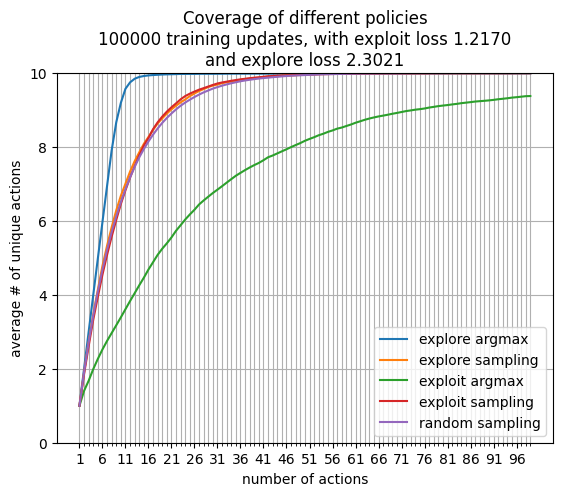 Coverage of different policies
100000 training updates, with exploit loss 1.2170
and explore loss 2.3021
10
8
6
4
2
0
average # of unique actions
explore argmax
explore sampling
exploit argmax
exploit sampling
random sampling
1 6 11 16 21 26 31 36 41 46 51 56 61 66 71 76 81 86 91 96
number of actions